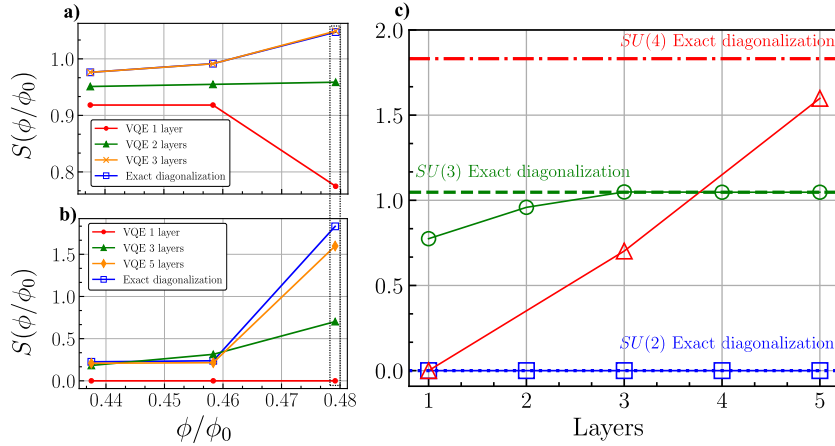 a)
S(ϕ/ϕ₀)
1.0
0.9
0.8
VQE 1 layer
VQE 2 layers
VQE 3 layers
Exact diagonalization
b)
S(ϕ/ϕ₀)
1.5
1.0
0.5
0.0
VQE 1 layer
VQE 3 layers
VQE 5 layers
Exact diagonalization
0.44 0.45 0.46 0.47 0.48
ϕ/ϕ₀
c)
2.0
1.5
1.0
0.5
0.0
SU(4) Exact diagonalization
SU(3) Exact diagonalization
SU(2) Exact diagonalization
1 2 3 4 5
Layers